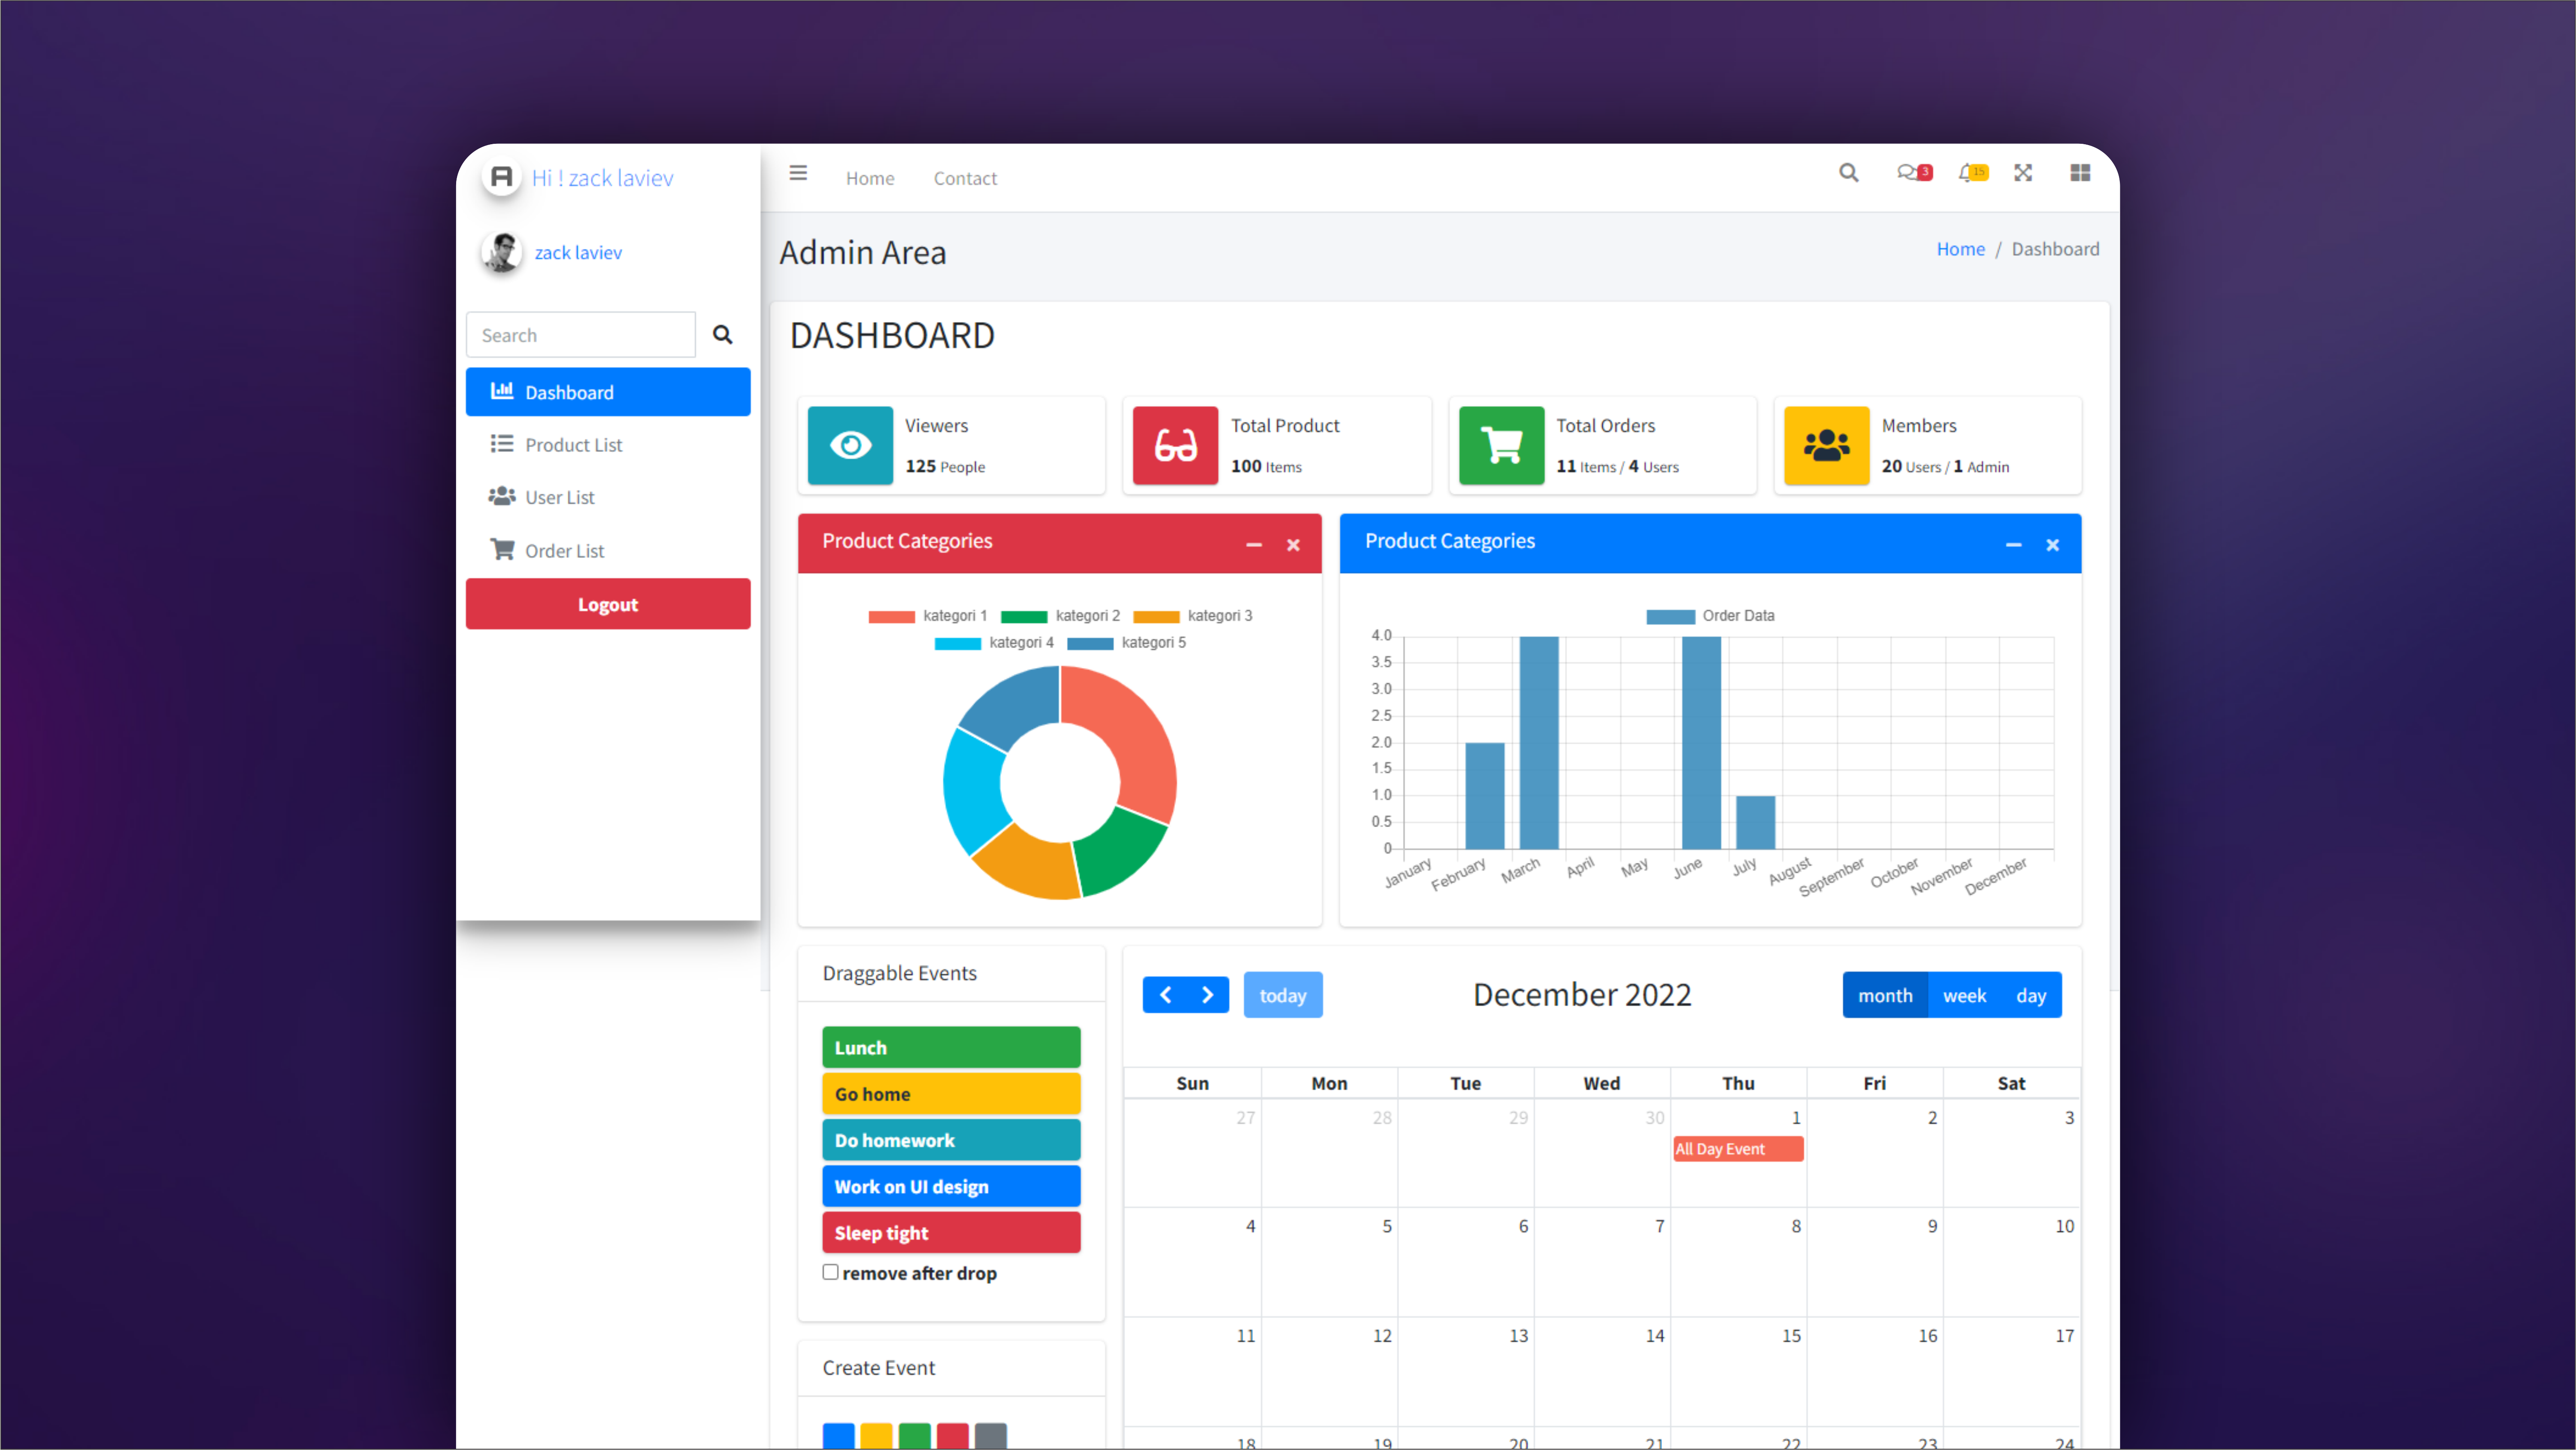 Hi ! zack laviev
zack laviev
Search
Dashboard
Product List
User List
Order List
Logout
Home Contact 3 15
Admin Area Home / Dashboard
DASHBOARD
Viewers
125 People
Total Product
100 Items
Total Orders
11 Items / 4 Users
Members
20 Users / 1 Admin
Product Categories
kategori 1 kategori 2 kategori 3
kategori 4 kategori 5
Product Categories
Order Data
4.0
3.5
3.0
2.5
2.0
1.5
1.0
0.5
0
January February March April May June July August September October November December
Draggable Events
Lunch
Go home
Do homework
Work on UI design
Sleep tight
remove after drop
Create Event
today December 2022 month week day
Sun Mon Tue Wed Thu Fri Sat
27 28 29 30 1 2 3
All Day Event
4 5 6 7 8 9 10
11 12 13 14 15 16 17
18 19 20 21 22 23 24